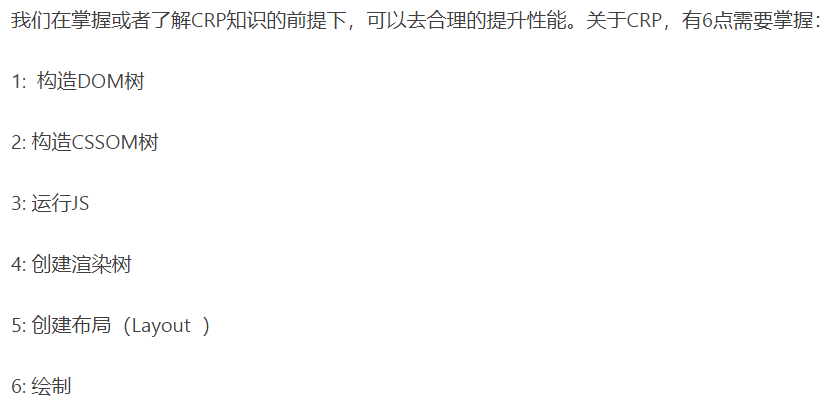 我们在掌握或者了解CRP知识的前提下，可以去合理的提升性能。关于CRP，有6点需要掌握：
1:  构造DOM树
2: 构造CSSOM树
3: 运行JS
4: 创建渲染树
5: 创建布局（Layout ）
6: 绘制